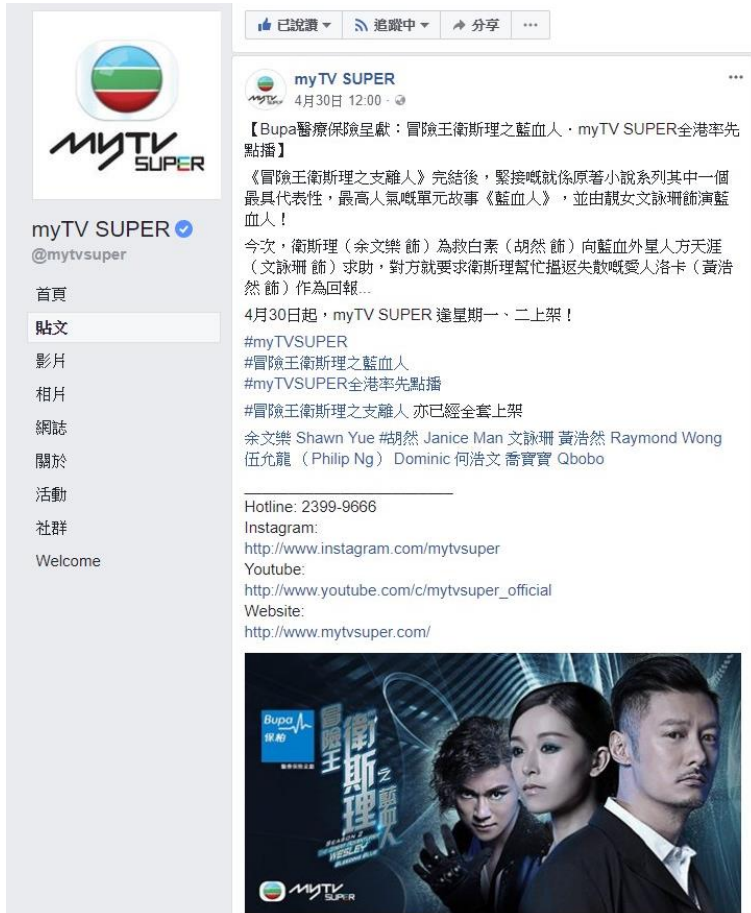 已說讚
追蹤中
分享
myTV
SUPER
myTV SUPER
@mytvsuper
首頁
貼文
影片
相片
網誌
關於
活動
社群
Welcome
myTV SUPER
4月30日 12:00
【Bupa醫療保險呈獻：冒險王衛斯理之藍血人．myTV SUPER全港率先
點播】
《冒險王衛斯理之支離人》完結後，緊接嘅就係原著小說系列其中一個
最具代表性，最高人氣嘅單元故事《藍血人》，並由靚女文詠珊飾演藍
血人！
今次，衛斯理（余文樂 飾）為救白素（胡然 飾）向藍血外星人方天涯
（文詠珊 飾）求助，對方就要求衛斯理幫忙搵返失散嘅愛人洛卡（黃浩
然 飾）作為回報...
4月30日起，myTV SUPER 逢星期一、二上架！
#myTVSUPER
#冒險王衛斯理之藍血人
#myTVSUPER全港率先點播
#冒險王衛斯理之支離人 亦已經全套上架
余文樂 Shawn Yue #胡然 Janice Man 文詠珊 黃浩然 Raymond Wong
伍允龍 （Philip Ng） Dominic 何浩文 喬寶寶 Qbobo
Hotline: 2399-9666
Instagram:
http://www.instagram.com/mytvsuper
Youtube:
http://www.youtube.com/c/mytvsuper_official
Website:
http://www.mytvsuper.com/
Bupa
保柏
冒險王
衛斯理
之藍血人
SEASON 2
WESLEY
BLEEDING BLUE
myTV
SUPER